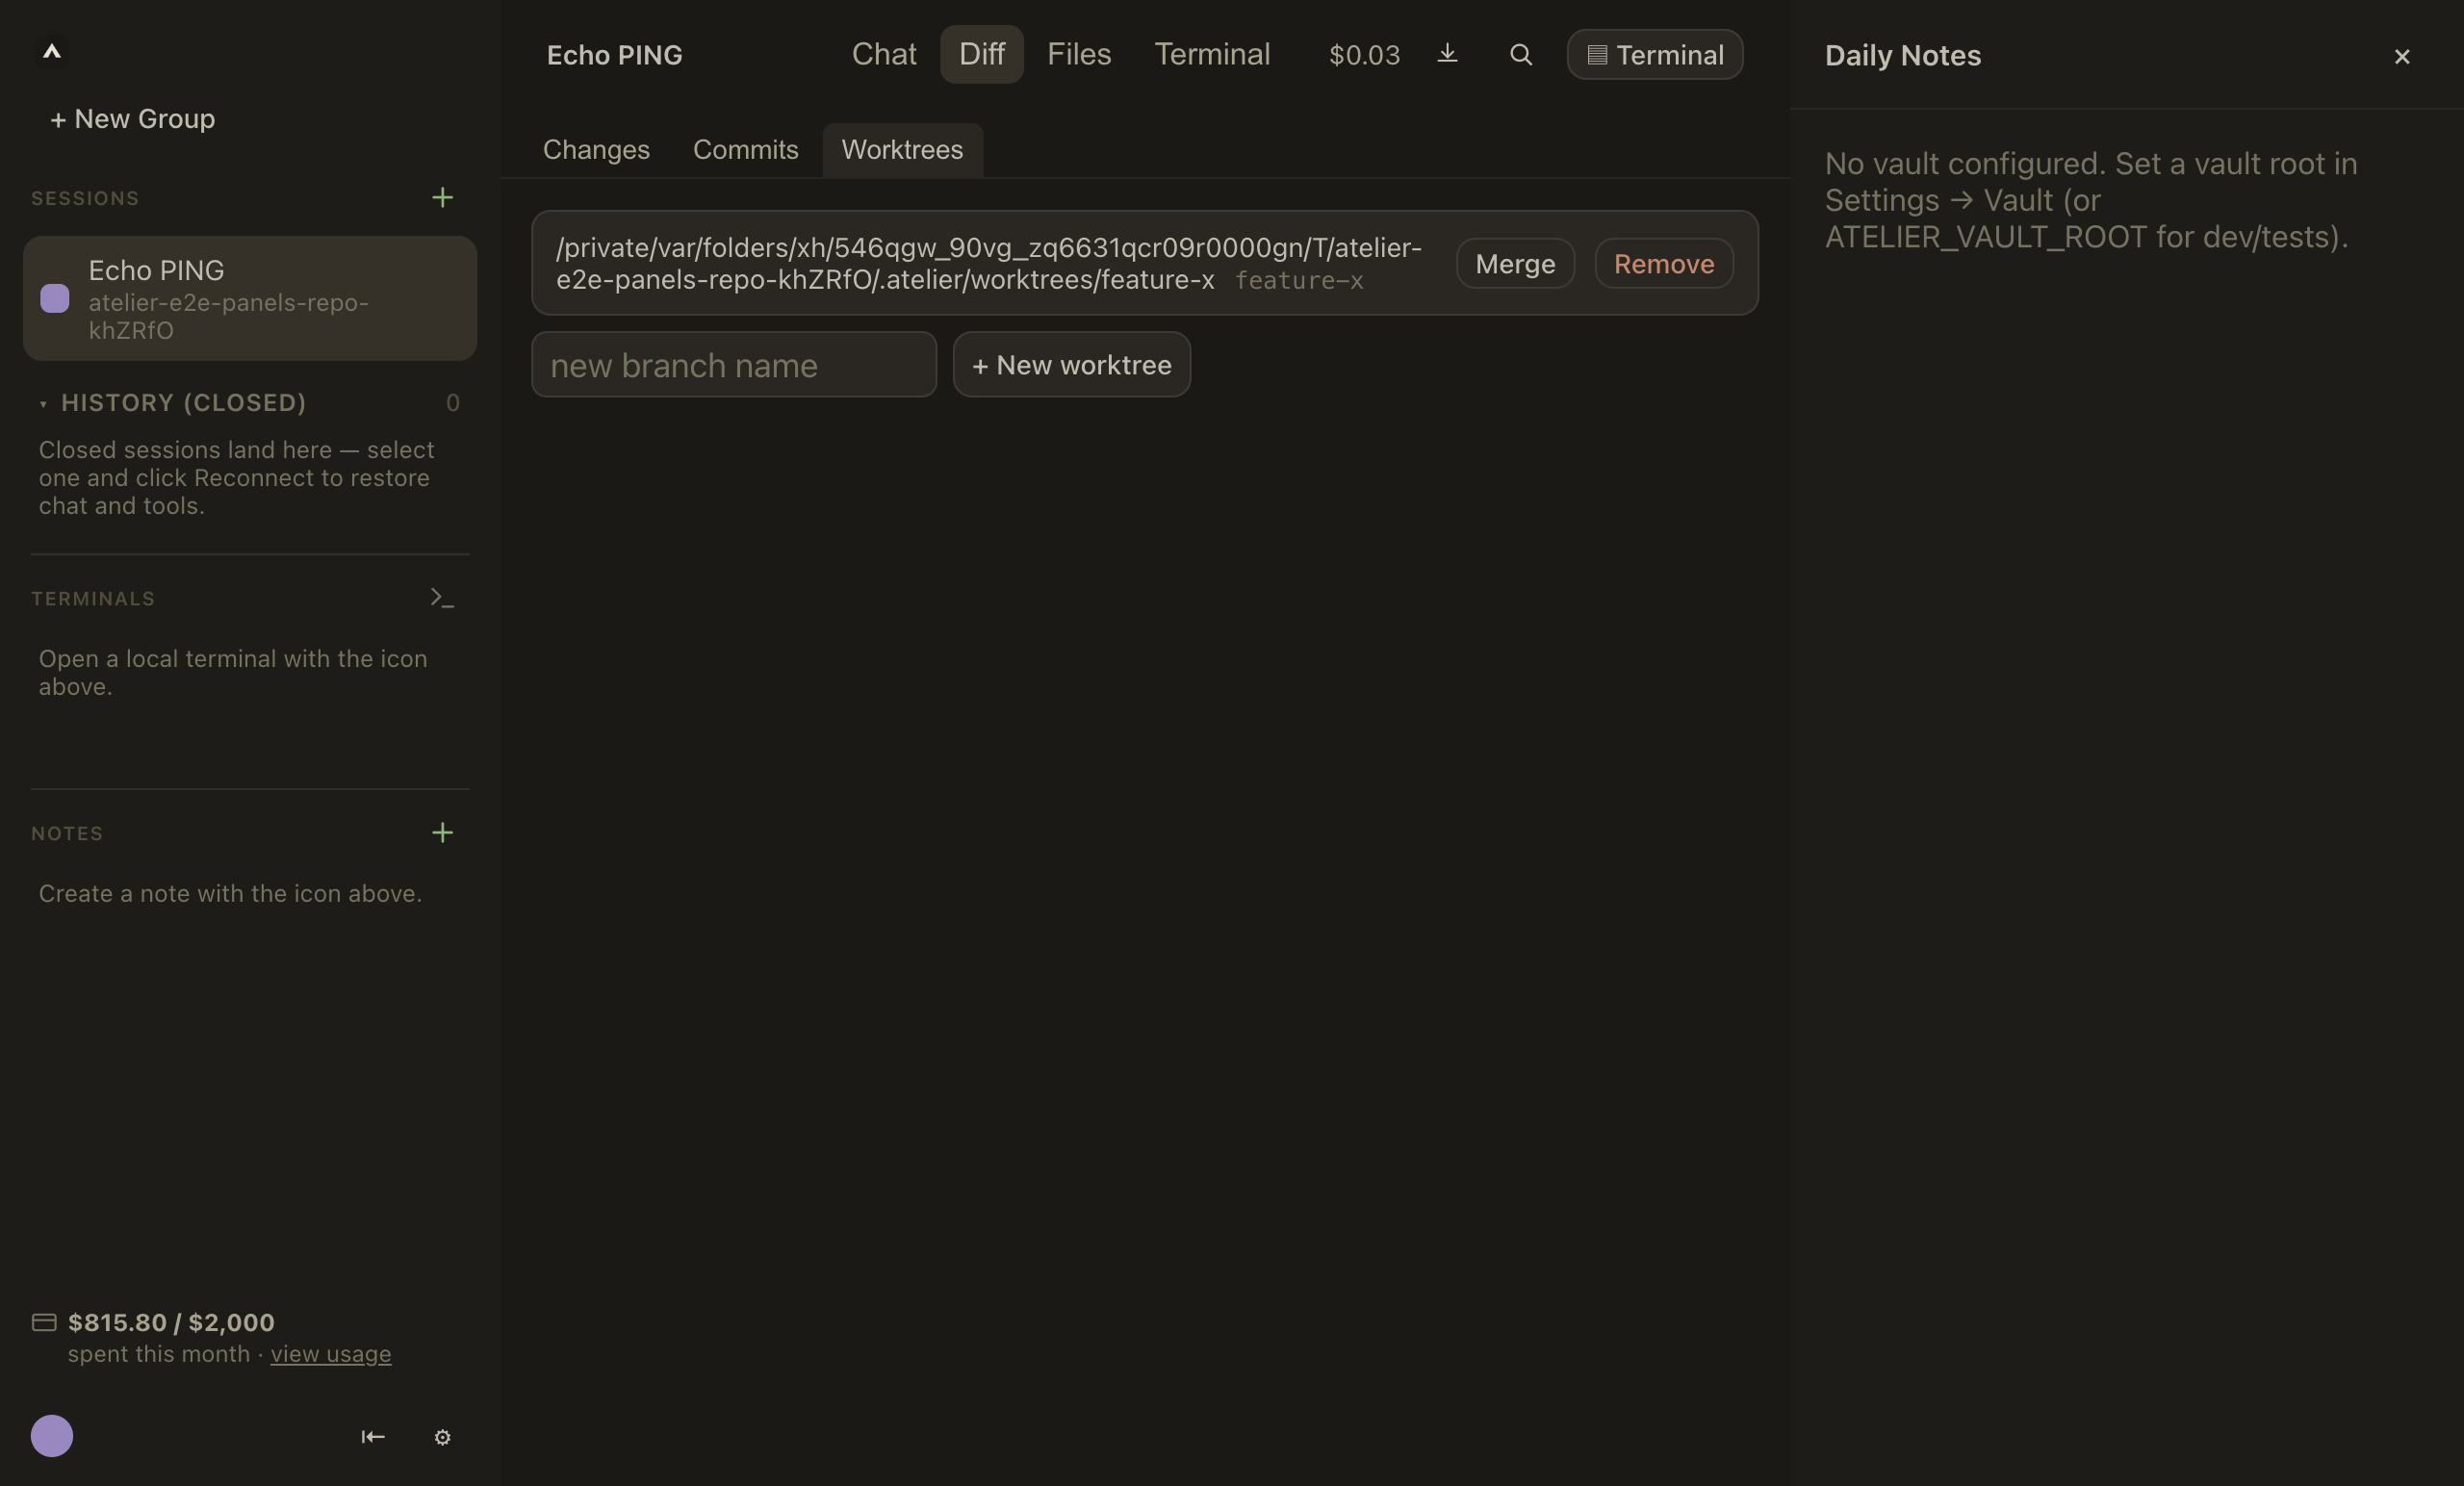 + New Group
SESSIONS
Echo PING
atelier-e2e-panels-repo-
khZRfO
HISTORY (CLOSED) 0
Closed sessions land here — select
one and click Reconnect to restore
chat and tools.
TERMINALS
Open a local terminal with the icon
above.
NOTES
Create a note with the icon above.
$815.80 / $2,000
spent this month · view usage
Echo PING
Chat Diff Files Terminal $0.03 Terminal
Changes Commits Worktrees
/private/var/folders/xh/546qgw_90vg_zq6631qcr09r0000gn/T/atelier-
e2e-panels-repo-khZRfO/.atelier/worktrees/feature-x feature-x
Merge Remove
new branch name + New worktree
Daily Notes
No vault configured. Set a vault root in
Settings → Vault (or
ATELIER_VAULT_ROOT for dev/tests).